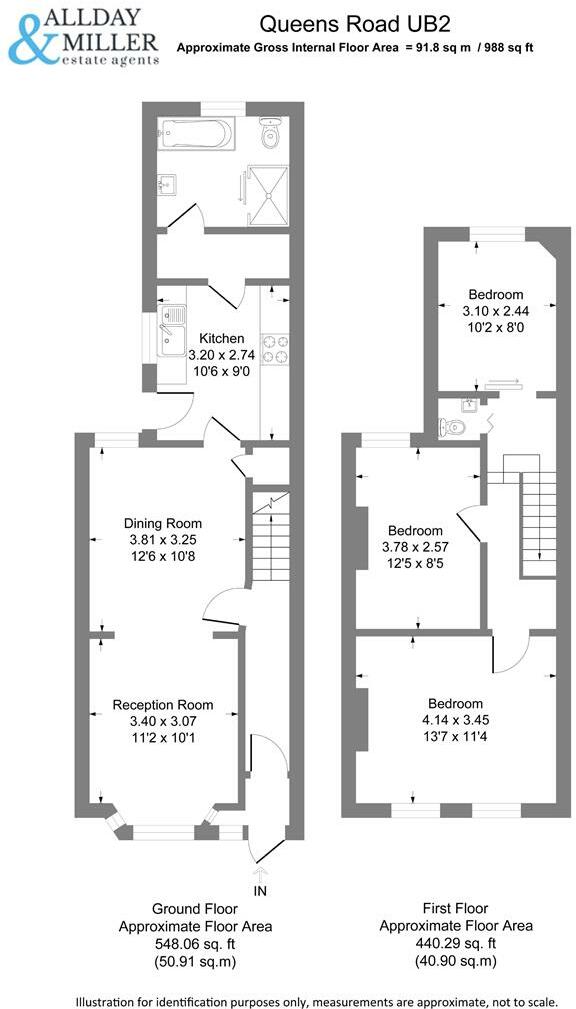 ALLDAY
& MILLER
estate agents
Queens Road UB2
Approximate Gross Internal Floor Area = 91.8 sq m / 988 sq ft
Kitchen
3.20 x 2.74
10'6 x 9'0
Dining Room
3.81 x 3.25
12'6 x 10'8
Reception Room
3.40 x 3.07
11'2 x 10'1
IN
Ground Floor
Approximate Floor Area
548.06 sq. ft
(50.91 sq.m)
Bedroom
3.10 x 2.44
10'2 x 8'0
Bedroom
3.78 x 2.57
12'5 x 8'5
Bedroom
4.14 x 3.45
13'7 x 11'4
First Floor
Approximate Floor Area
440.29 sq. ft
(40.90 sq.m)
Illustration for identification purposes only, measurements are approximate, not to scale.